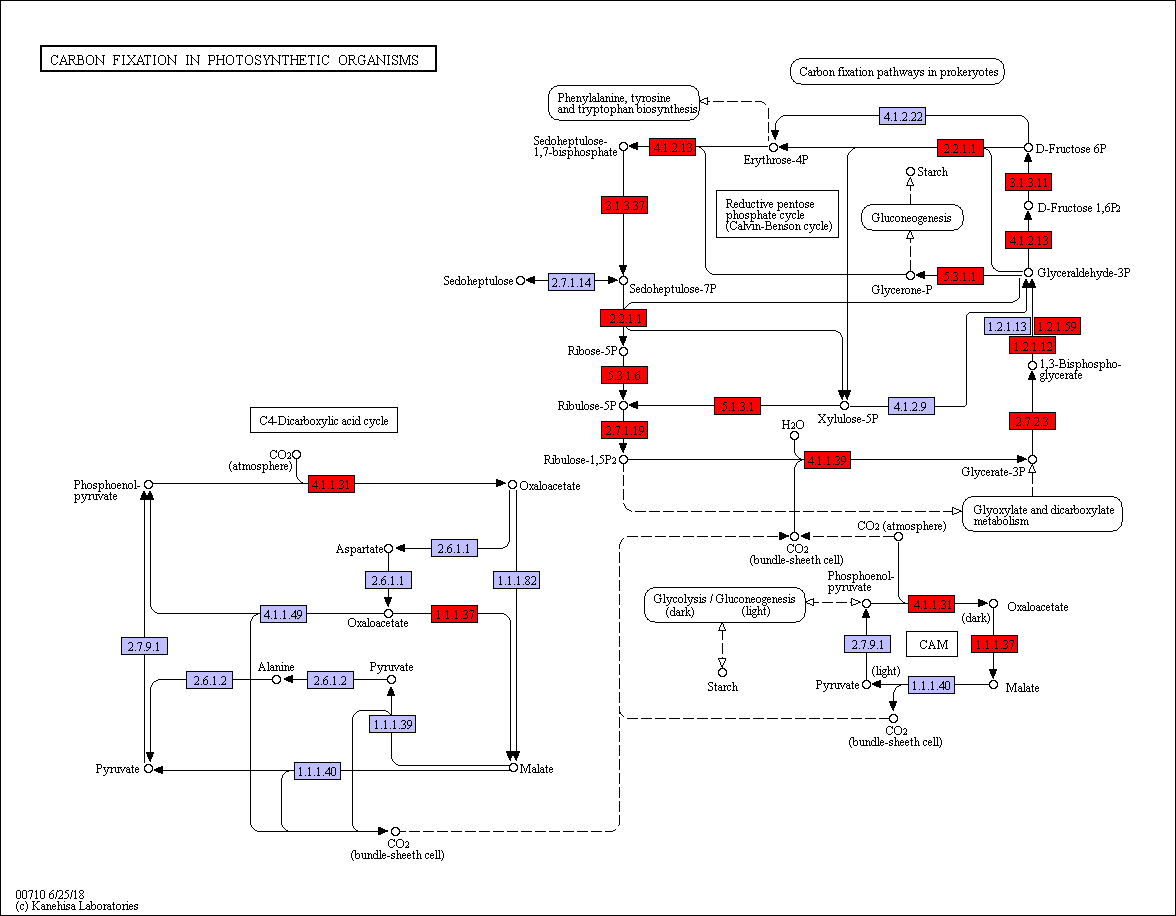 CARBON FIXATION IN PHOTOSYNTHETIC ORGANISMS
Carbon fixation pathways in prokeryotes
Phenylalanine, tyrosine
and tryptophan biosynthesis
4.1.2.22
Sedoheptulose-
1,7-bisphosphate
4.1.2.13
Erythrose-4P
2.2.1.1
D-Fructose 6P
Starch
3.1.3.11
Reductive pentose
phosphate cycle
(Calvin-Benson cycle)
3.1.3.37
Gluconeogenesis
D-Fructose 1,6P2
4.1.2.13
Sedoheptulose
2.7.1.14
Sedoheptulose-7P
Glycerone-P
5.3.1.1
Glyceraldehyde-3P
2.2.1.1
1.2.1.13
1.2.1.59
1.2.1.12
Ribose-5P
5.3.1.6
1,3-Bisphospho-
glycerate
Ribulose-5P
5.1.3.1
Xylulose-5P
4.1.2.9
2.7.1.19
H2O
2.7.2.3
Ribulose-1,5P2
4.1.1.39
Glycerate-3P
Glyoxylate and dicarboxylate
metabolism
C4-Dicarboxylic acid cycle
CO2
(atmosphere)
Phosphoenol-
pyruvate
4.1.1.31
Oxaloacetate
Aspartate
2.6.1.1
2.6.1.1
1.1.1.82
4.1.1.49
Oxaloacetate
1.1.1.37
2.7.9.1
2.6.1.2
Alanine
2.6.1.2
Pyruvate
1.1.1.39
Pyruvate
1.1.1.40
Malate
CO2
(bundle-sheeth cell)
CO2 (atmosphere)
CO2
(bundle-sheeth cell)
Phosphoenol-
pyruvate
Glycolysis / Gluconeogenesis
(dark)
(light)
4.1.1.31
Oxaloacetate
(dark)
2.7.9.1
CAM
1.1.1.37
Starch
(light)
Pyruvate
1.1.1.40
Malate
CO2
(bundle-sheeth cell)
00710 6/25/18
(c) Kanehisa Laboratories